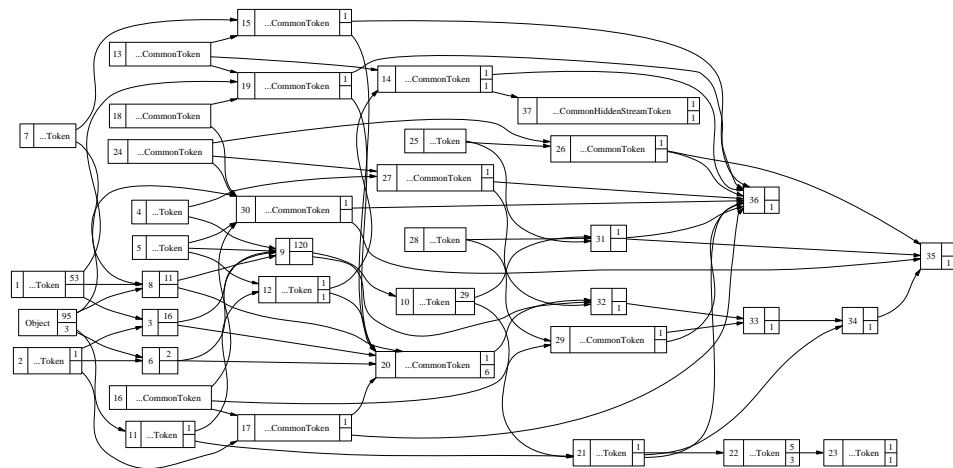 15 ...CommonToken 1
13 ...CommonToken
14 ...CommonToken 1 1
19 ...CommonToken 1
37 ...CommonHiddenStreamToken 1 1
18 ...CommonToken
7 ...Token
25 ...Token
26 ...CommonToken 1
24 ...CommonToken
27 ...CommonToken 1
36 1
4 ...Token
30 ...CommonToken 1
5 ...Token
28 ...Token
31 1
9 120
35 1
1 ...Token 53
8 11
12 ...Token 1 1
10 ...Token 29
32 1
Object 95 3
3 16
33 1
34 1
29 ...CommonToken 1
2 ...Token 1
6 2
20 ...CommonToken 1 6
16 ...CommonToken
11 ...Token 1
17 ...CommonToken 1
21 ...Token 1
22 ...Token 5 3
23 ...Token 1 1